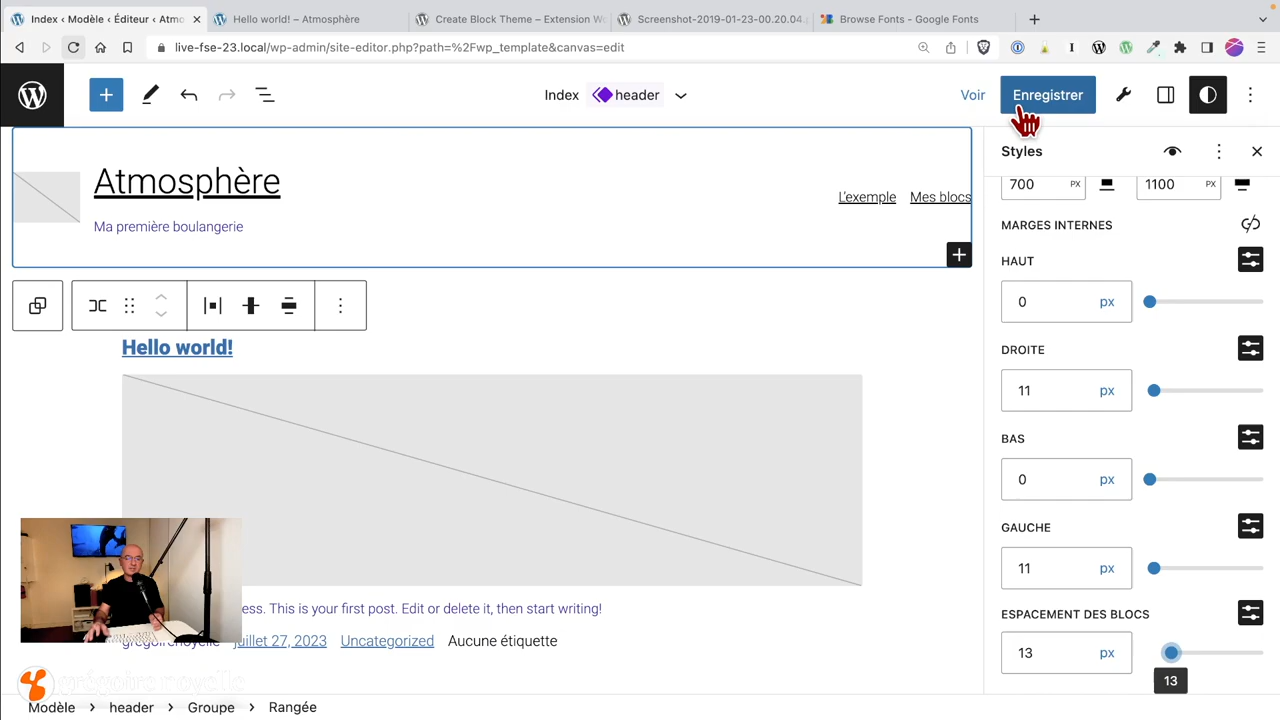 Index ‹ Modèle ‹ Éditeur ‹ Atmo
Hello world! – Atmosphère
Create Block Theme – Extension Wo
Screenshot-2019-01-23-00.20.04.
Browse Fonts - Google Fonts
live-fse-23.local/wp-admin/site-editor.php?path=%2Fwp_template&canvas=edit
Index header
Voir
Enregistrer
Styles
Atmosphère
Ma première boulangerie
L'exemple Mes blocs
700 PX
1100 PX
MARGES INTERNES
HAUT
0 px
DROITE
11 px
BAS
0 px
GAUCHE
11 px
ESPACEMENT DES BLOCS
13 px
13
Hello world!
ess. This is your first post. Edit or delete it, then start writing!
grégoirenoyelle juillet 27, 2023 Uncategorized Aucune étiquette
grégoire noyelle
Modèle > header > Groupe > Rangée